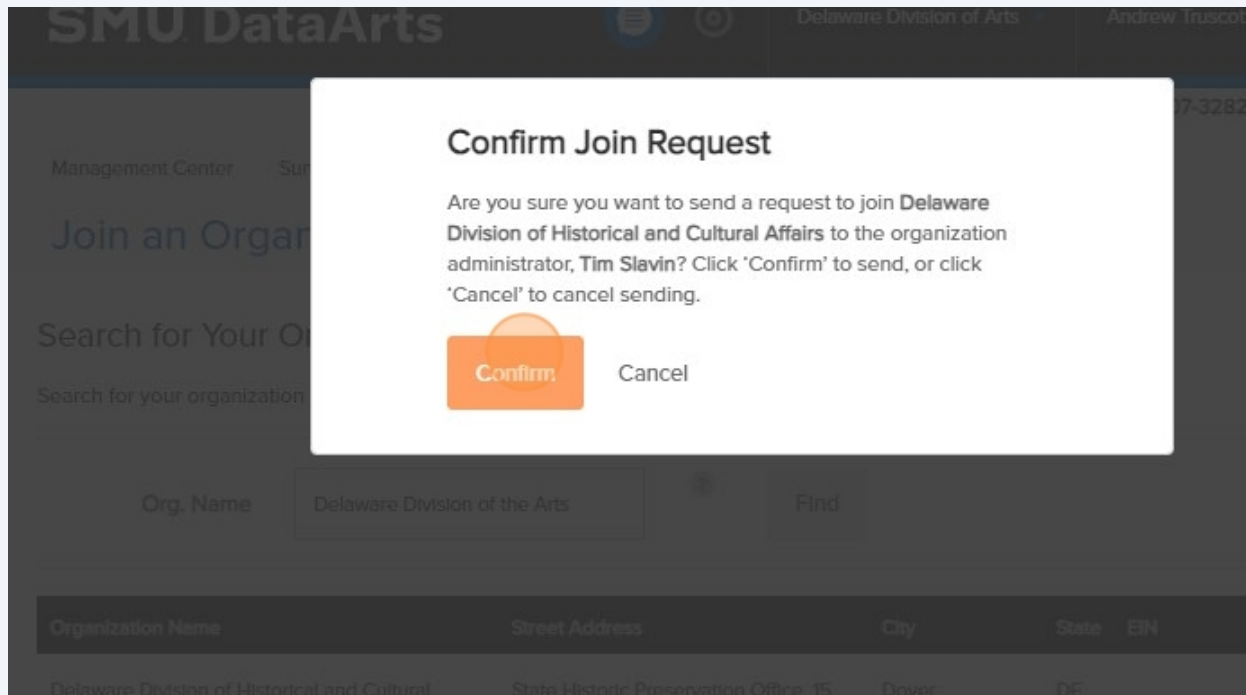 SMU DataArts
Delaware Division of Arts
Andrew Truscot
07-3282
Management Center Sur
Join an Organ
Confirm Join Request
Are you sure you want to send a request to join Delaware
Division of Historical and Cultural Affairs to the organization
administrator, Tim Slavin? Click 'Confirm' to send, or click
'Cancel' to cancel sending.
Confirm Cancel
Search for Your O
Search for your organization
Org. Name Delaware Division of the Arts ? Find
Organization Name Street Address City State EIN
Delaware Division of Historical and Cultural State Historic Preservation Office, 15 Dover DE